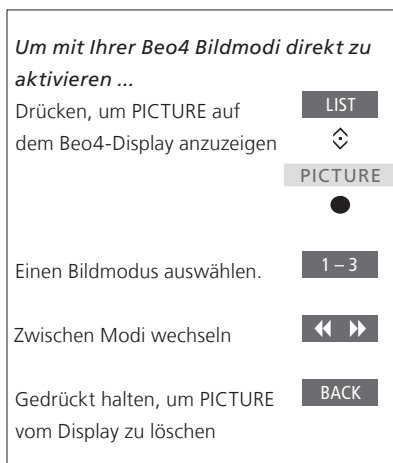 Um mit Ihrer Beo4 Bildmodi direkt zu
aktivieren ...
Drücken, um PICTURE auf LIST
dem Beo4-Display anzuzeigen
PICTURE
Einen Bildmodus auswählen. 1 – 3
Zwischen Modi wechseln
Gedrückt halten, um PICTURE BACK
vom Display zu löschen